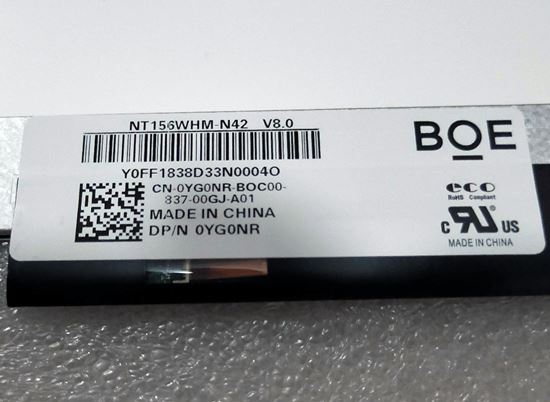 NT156WHM-N42 V8.0
BOE
Y0FF1838D33N0004O
CN-0YG0NR-BOC00-
837-00GJ-A01
MADE IN CHINA
DP/N 0YG0NR
eco
RoHS Compliant
c RU US
MADE IN CHINA